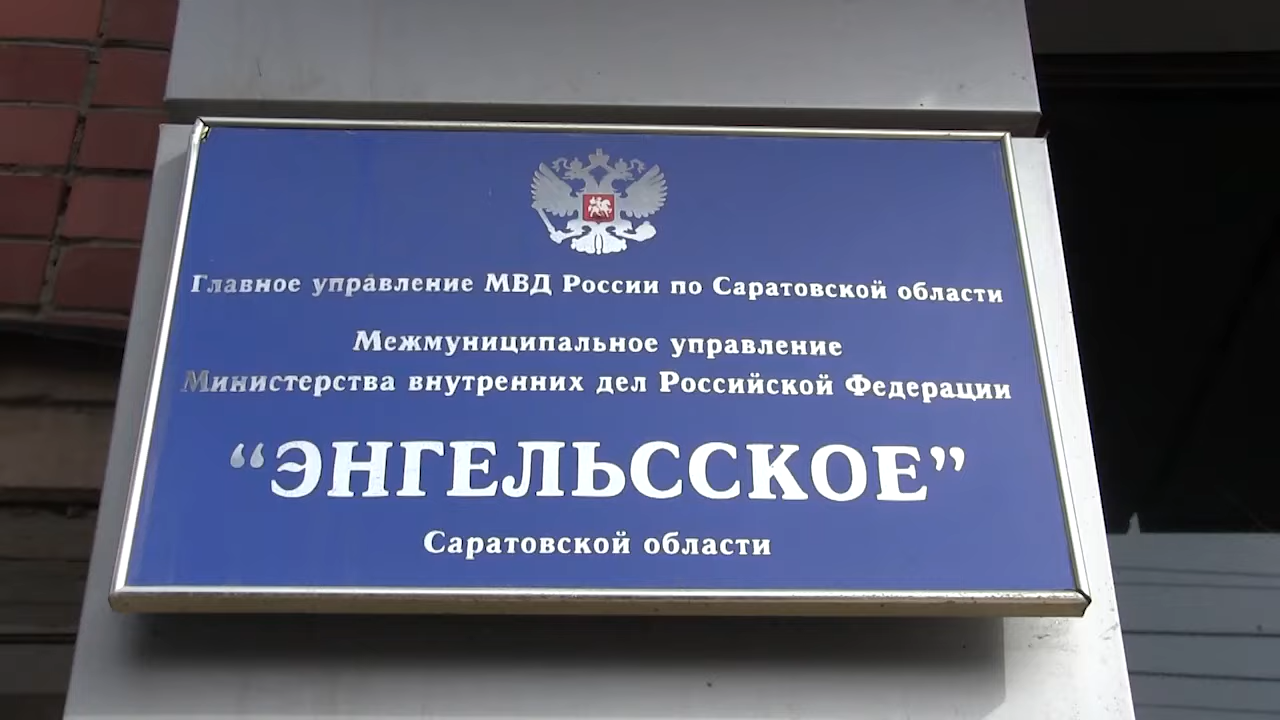 Главное управление МВД России по Саратовской области
Межмуниципальное управление
Министерства внутренних дел Российской Федерации
“ЭНГЕЛЬССКОЕ”
Саратовской области